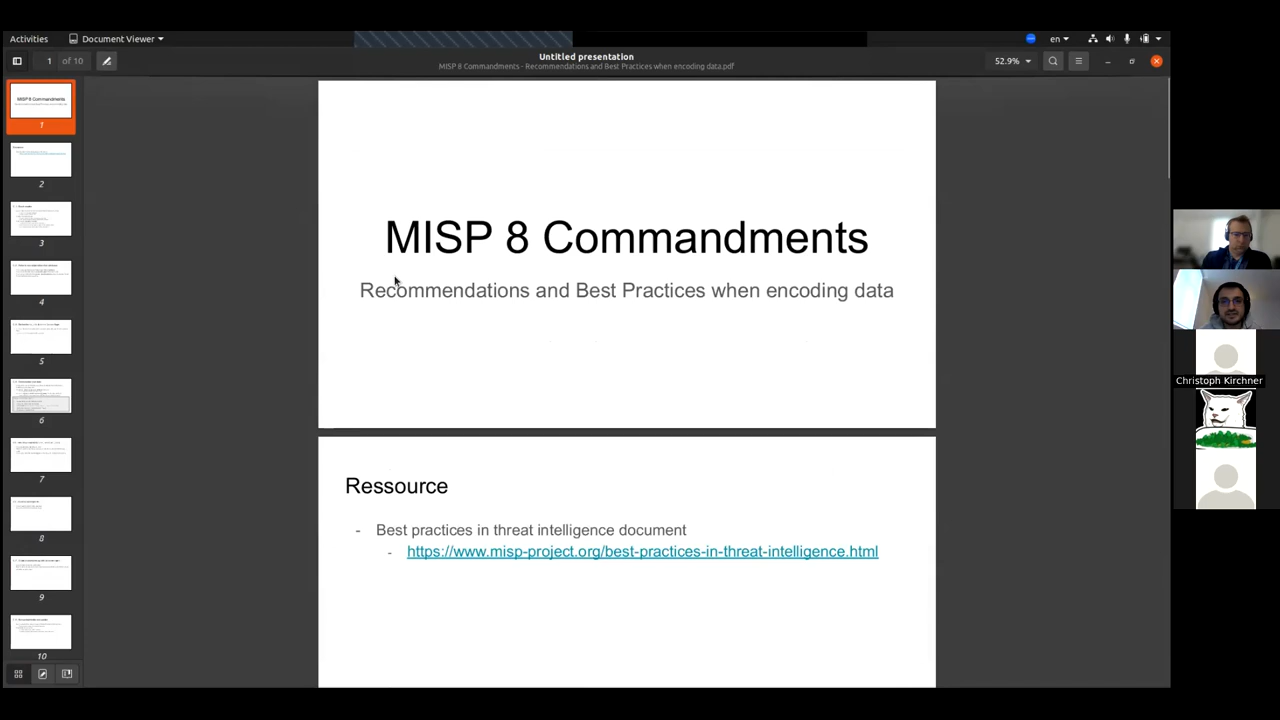 Activities
Document Viewer
en
1 of 10
Untitled presentation
MISP 8 Commandments - Recommendations and Best Practices when encoding data.pdf
52.9%
MISP 8 Commandments
1
2
3
4
5
6
7
8
9
10
MISP 8 Commandments
Recommendations and Best Practices when encoding data
Ressource
- Best practices in threat intelligence document
- https://www.misp-project.org/best-practices-in-threat-intelligence.html
Christoph Kirchner